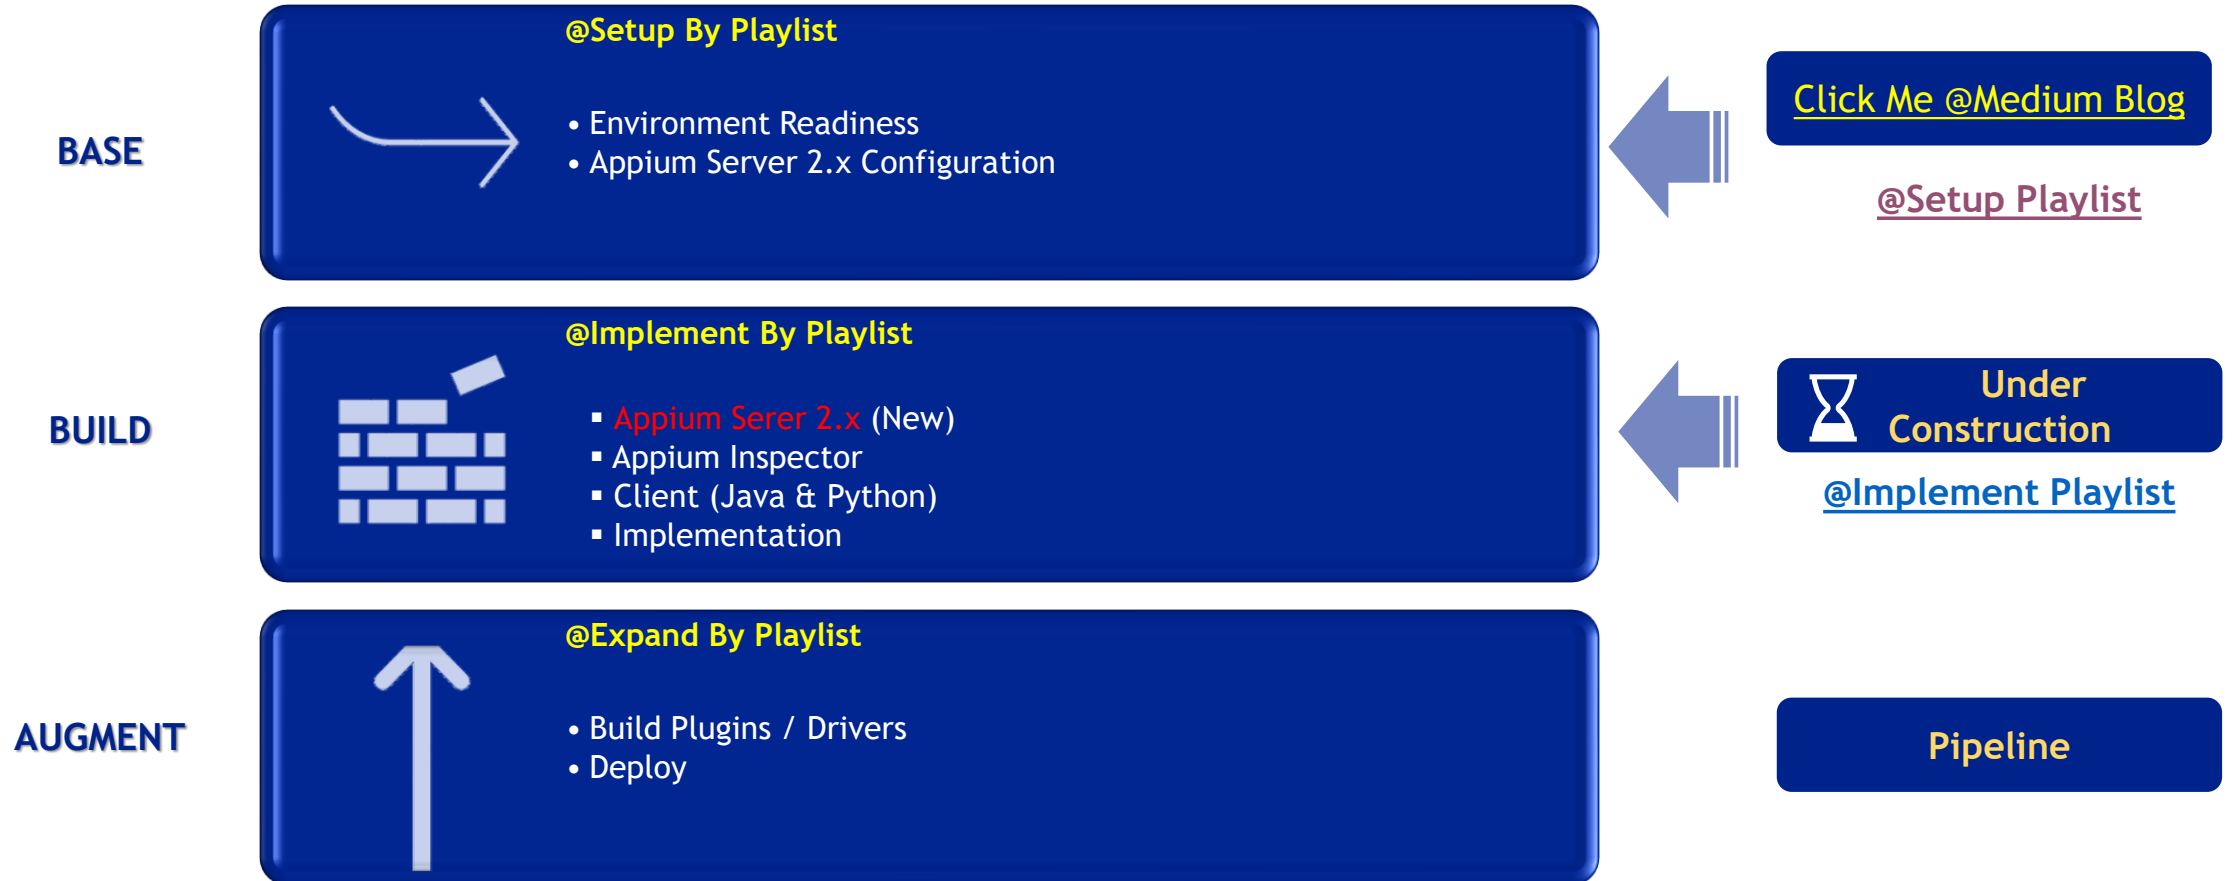 BASE
@Setup By Playlist
• Environment Readiness
• Appium Server 2.x Configuration
Click Me @Medium Blog
@Setup Playlist
BUILD
@Implement By Playlist
▪ Appium Serer 2.x (New)
▪ Appium Inspector
▪ Client (Java & Python)
▪ Implementation
Under
Construction
@Implement Playlist
AUGMENT
@Expand By Playlist
• Build Plugins / Drivers
• Deploy
Pipeline